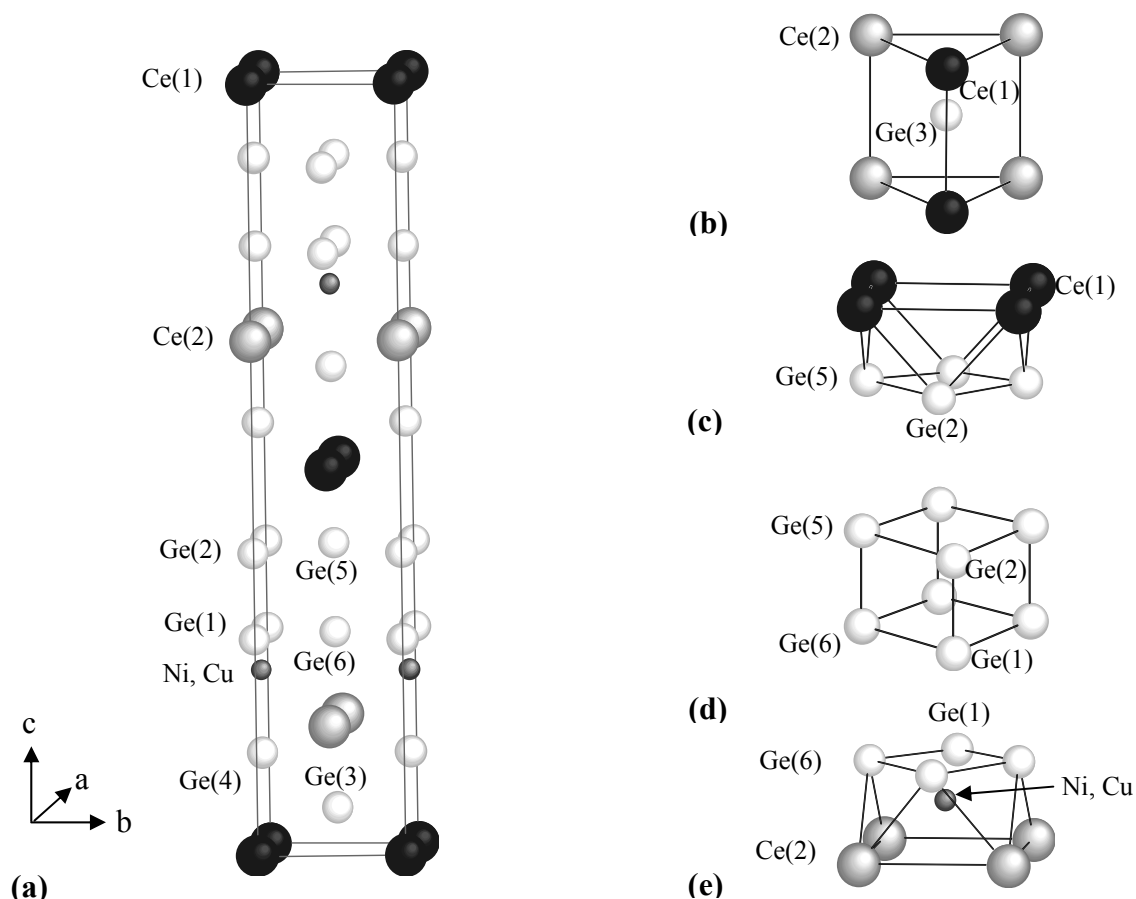 Ce(1)
Ce(2)
Ge(2)
Ge(5)
Ge(1)
Ge(6)
Ni, Cu
Ge(4)
Ge(3)
c
a
b
(a)
Ce(2)
Ce(1)
Ge(3)
(b)
Ce(1)
Ge(5)
Ge(2)
(c)
Ge(5)
Ge(2)
Ge(6)
Ge(1)
(d)
Ge(1)
Ge(6)
Ni, Cu
Ce(2)
(e)